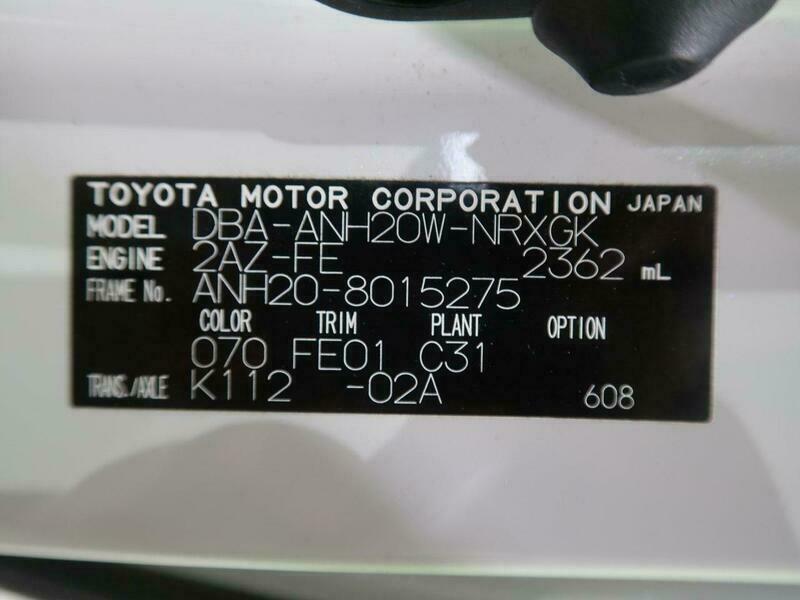 TOYOTA MOTOR CORPORATION JAPAN
MODEL DBA-ANH20W-NRXGK
ENGINE 2AZ-FE 2362 mL
FRAME No. ANH20-8015275
COLOR TRIM PLANT OPTION
070 FE01 C31
TRANS./AXLE K112 -02A 608